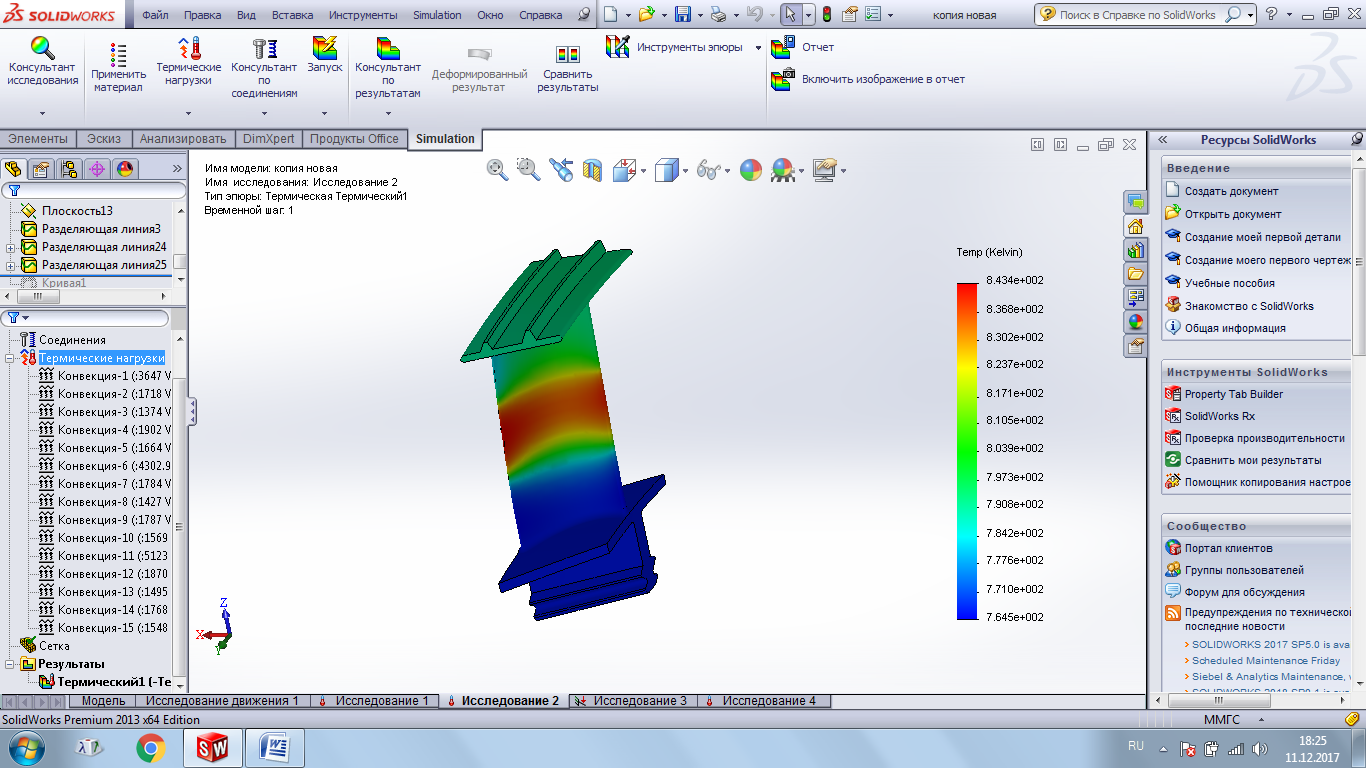 SOLIDWORKS
Файл Правка Вид Вставка Инструменты Simulation Окно Справка
копия новая
Поиск в Справке по SolidWorks
Консультант исследования
Применить материал
Термические нагрузки
Консультант по соединениям
Запуск
Консультант по результатам
Деформированный результат
Сравнить результаты
Инструменты эпюры
Отчет
Включить изображение в отчет
Элементы Эскиз Анализировать DimXpert Продукты Office Simulation
Плоскость13
Разделяющая линия3
Разделяющая линия24
Разделяющая линия25
Кривая1
Соединения
Термические нагрузки
Конвекция-1 (:3647 V
Конвекция-2 (:1718 V
Конвекция-3 (:1374 V
Конвекция-4 (:1902 V
Конвекция-5 (:1664 V
Конвекция-6 (:4302.9
Конвекция-7 (:1784 V
Конвекция-8 (:1427 V
Конвекция-9 (:1787 V
Конвекция-10 (:1569
Конвекция-11 (:5123
Конвекция-12 (:1870
Конвекция-13 (:1495
Конвекция-14 (:1768
Конвекция-15 (:1548
Сетка
Результаты
Термический1 (-Те
Имя модели: копия новая
Имя исследования: Исследование 2
Тип эпюры: Термическая Термический1
Временной шаг: 1
Temp (Kelvin)
8.434e+002
8.368e+002
8.302e+002
8.237e+002
8.171e+002
8.105e+002
8.039e+002
7.973e+002
7.908e+002
7.842e+002
7.776e+002
7.710e+002
7.645e+002
Z
X
Y
Ресурсы SolidWorks
Введение
Создать документ
Открыть документ
Создание моей первой детали
Создание моего первого чертеж
Учебные пособия
Знакомство с SolidWorks
Общая информация
Инструменты SolidWorks
Property Tab Builder
SolidWorks Rx
Проверка производительности
Сравнить мои результаты
Помощник копирования настрое
Сообщество
Портал клиентов
Группы пользователей
Форум для обсуждения
Предупреждения по техническо
последние новости
SOLIDWORKS 2017 SP5.0 is ava
Scheduled Maintenance Friday
Siebel & Analytics Maintenance,
Модель Исследование движения 1 Исследование 1 Исследование 2 Исследование 3 Исследование 4
SolidWorks Premium 2013 x64 Edition
ММГС
RU
18:25
11.12.2017